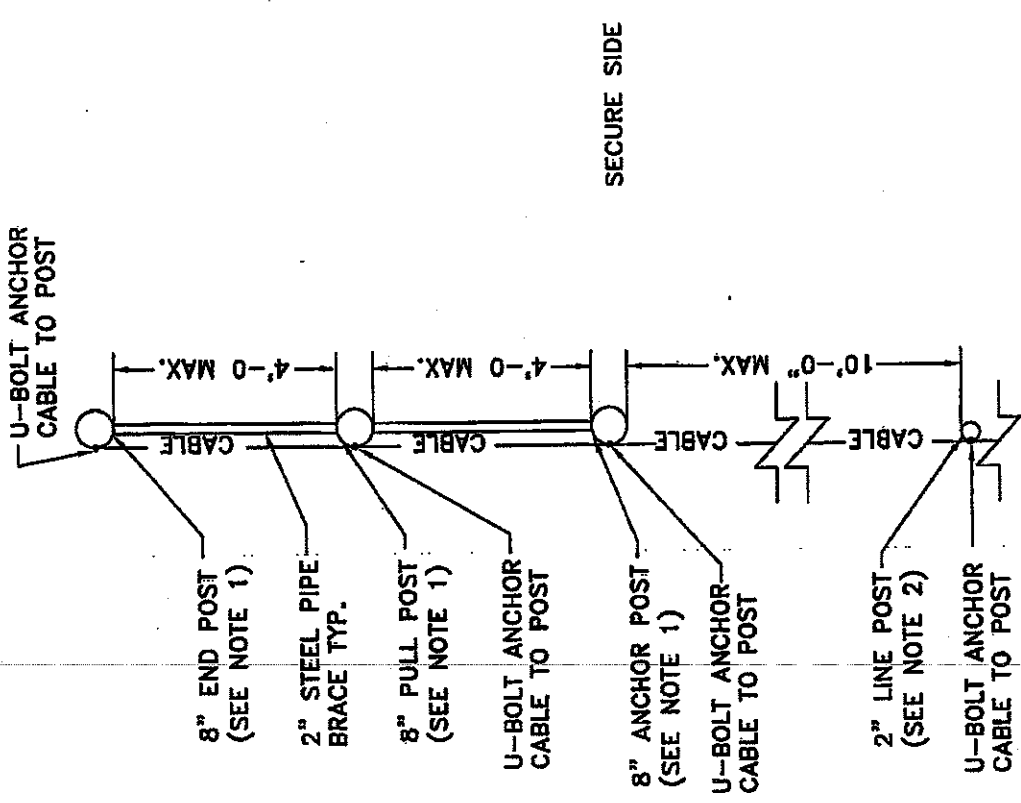 U-BOLT ANCHOR
CABLE TO POST
8" END POST
(SEE NOTE 1)
2" STEEL PIPE
BRACE TYP.
8" PULL POST
(SEE NOTE 1)
U-BOLT ANCHOR
CABLE TO POST
8" ANCHOR POST
(SEE NOTE 1)
U-BOLT ANCHOR
CABLE TO POST
2" LINE POST
(SEE NOTE 2)
U-BOLT ANCHOR
CABLE TO POST
CABLE
CABLE
CABLE
CABLE
4'-0 MAX.
4'-0 MAX.
10'-0" MAX.
SECURE SIDE